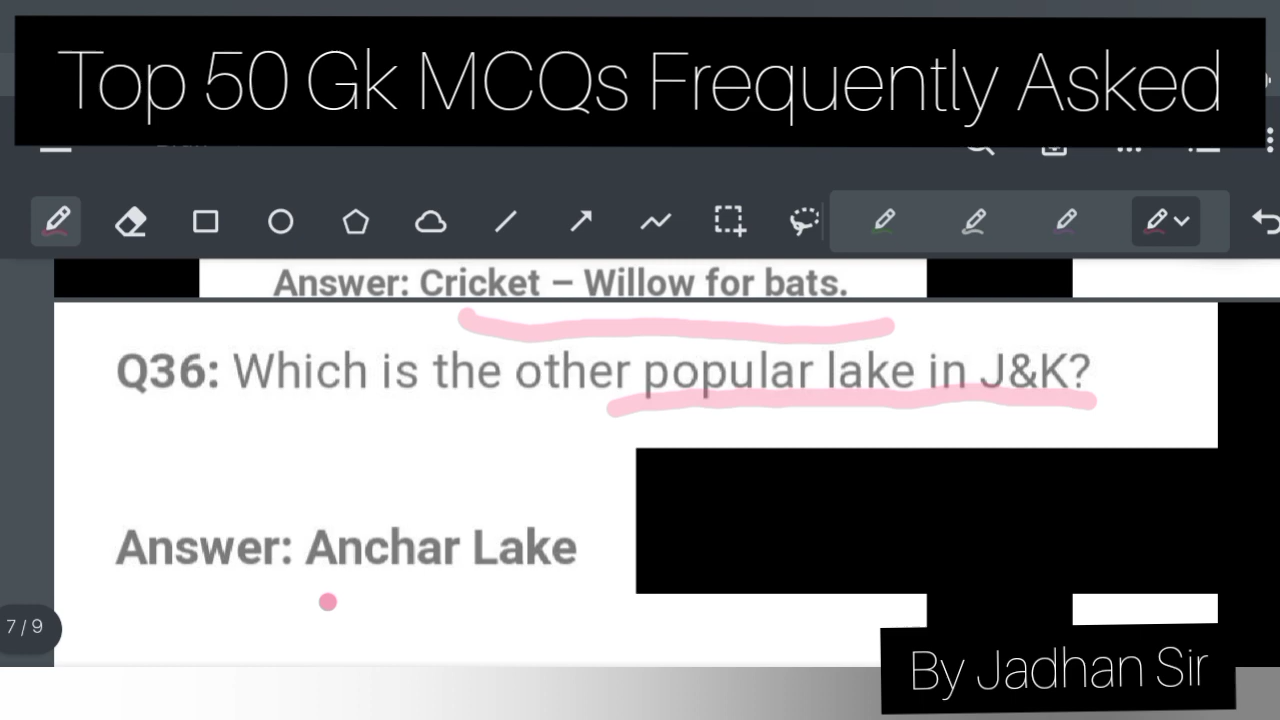 Top 50 Gk MCQs Frequently Asked
Answer: Cricket – Willow for bats.
Q36: Which is the other popular lake in J&K?
Answer: Anchar Lake
7 / 9
By Jadhan Sir